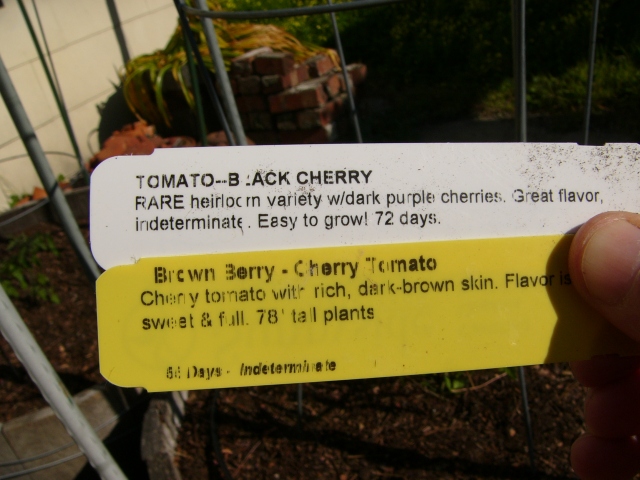 TOMATO--BLACK CHERRY
RARE heirloom variety w/dark purple cherries. Great flavor,
indeterminate. Easy to grow! 72 days.
Brown Berry - Cherry Tomato
Cherry tomato with rich, dark-brown skin. Flavor is
sweet & full. 78" tall plants
Days - Indeterminate